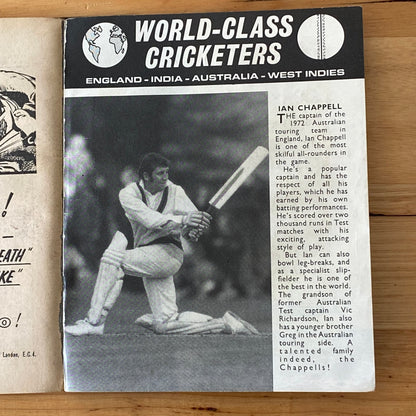 WORLD-CLASS
CRICKETERS
ENGLAND - INDIA - AUSTRALIA - WEST INDIES
IAN CHAPPELL
THE captain of the
1972 Australian
touring team in
England, Ian Chappell
is one of the most
skilful all-rounders in
the game.
He's a popular
captain and has the
respect of all his
players, which he has
earned by his own
batting performances.
He's scored over two
thousand runs in Test
matches with his
exciting, attacking
style of play.
But Ian can also
bowl leg-breaks, and
as a specialist slip-
fielder he is one of the
best in the world.
The grandson of
former Australian
Test captain Vic
Richardson, Ian also
has a younger brother
Greg in the Australian
touring side. A
talented family
indeed, the
Chappells!
!
EATH"
KE"
!
London, E.C.4.